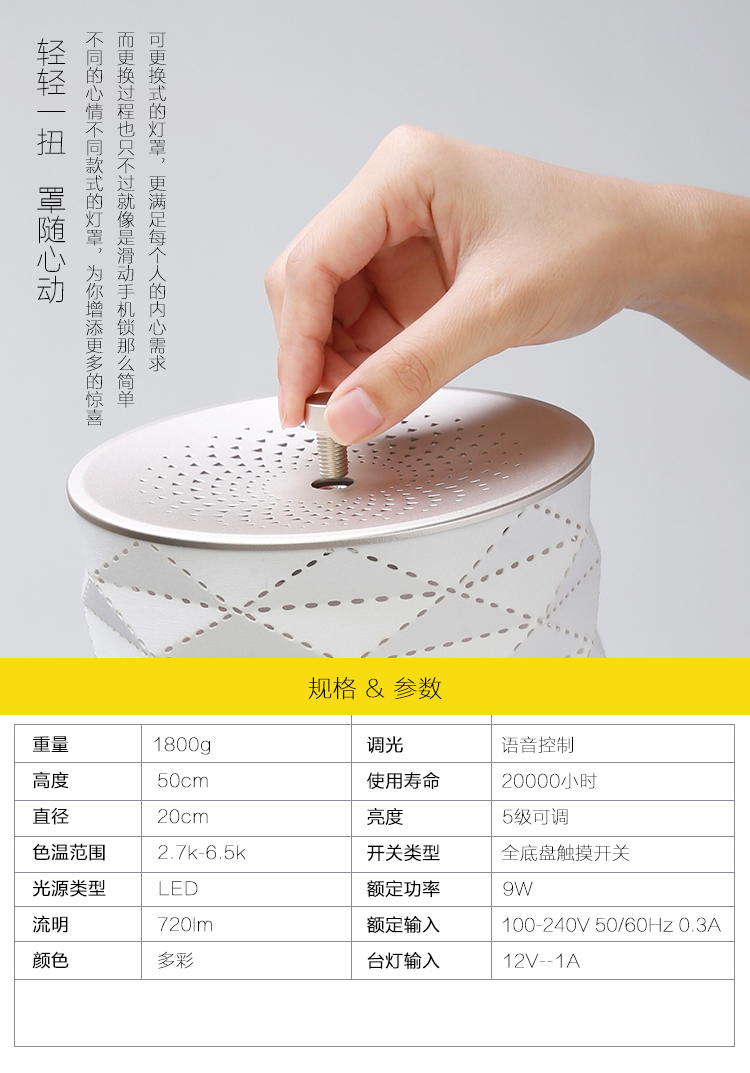 轻轻一扭 罩随心动
可更换式的灯罩，更满足每个人的内心需求
而更换过程也只不过就像是滑动手机锁那么简单
不同的心情不同款式的灯罩，为你增添更多的惊喜
规格 & 参数
重量 1800g 调光 语音控制
高度 50cm 使用寿命 20000小时
直径 20cm 亮度 5级可调
色温范围 2.7k-6.5k 开关类型 全底盘触摸开关
光源类型 LED 额定功率 9W
流明 720lm 额定输入 100-240V 50/60Hz 0.3A
颜色 多彩 台灯输入 12V--1A